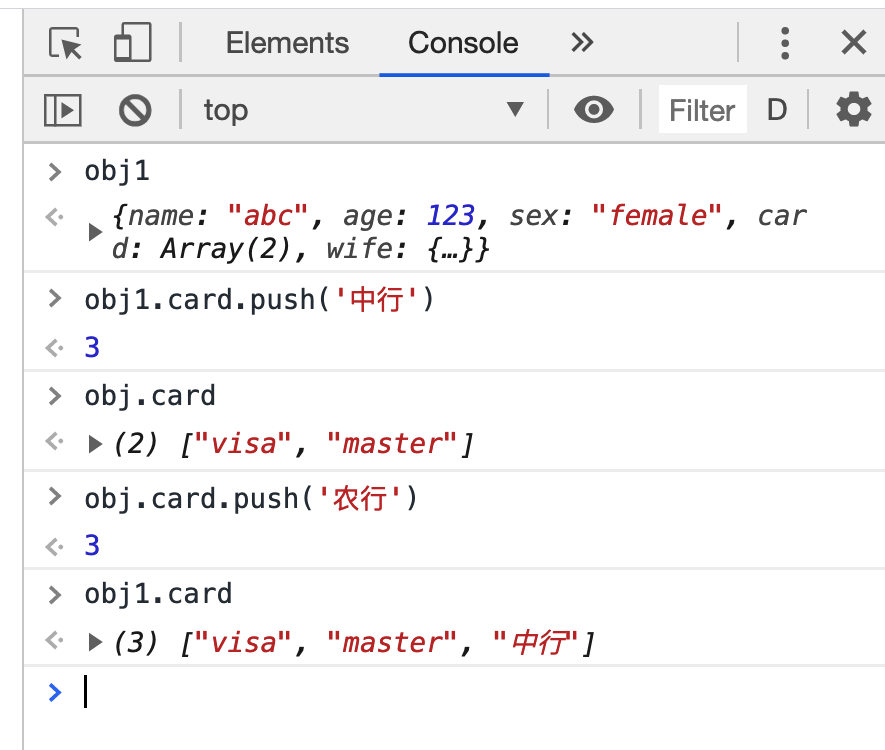 Elements Console
top Filter D
obj1
{name: "abc", age: 123, sex: "female", car
d: Array(2), wife: {…}}
obj1.card.push('中行')
3
obj.card
(2) ["visa", "master"]
obj.card.push('农行')
3
obj1.card
(3) ["visa", "master", "中行"]